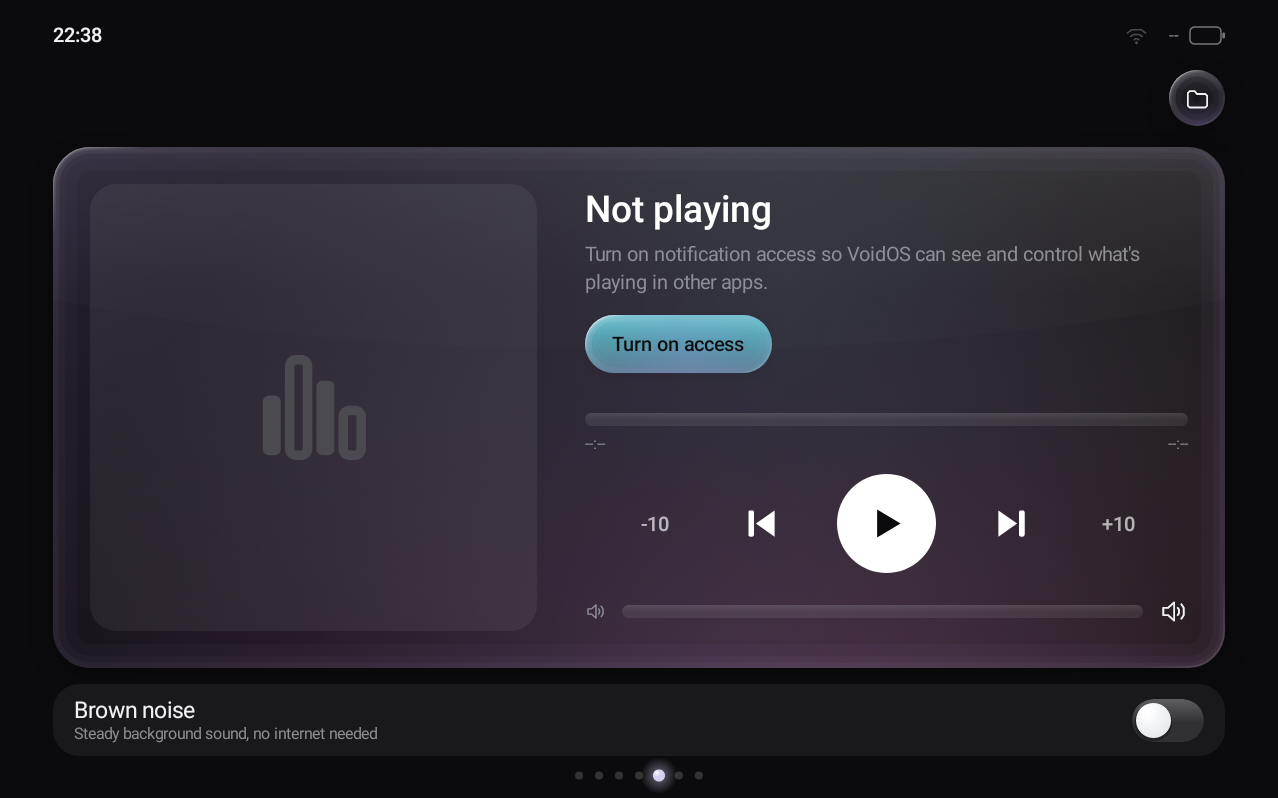 22:38
--
Not playing
Turn on notification access so VoidOS can see and control what's
playing in other apps.
Turn on access
--:--
--:--
-10
+10
Brown noise
Steady background sound, no internet needed